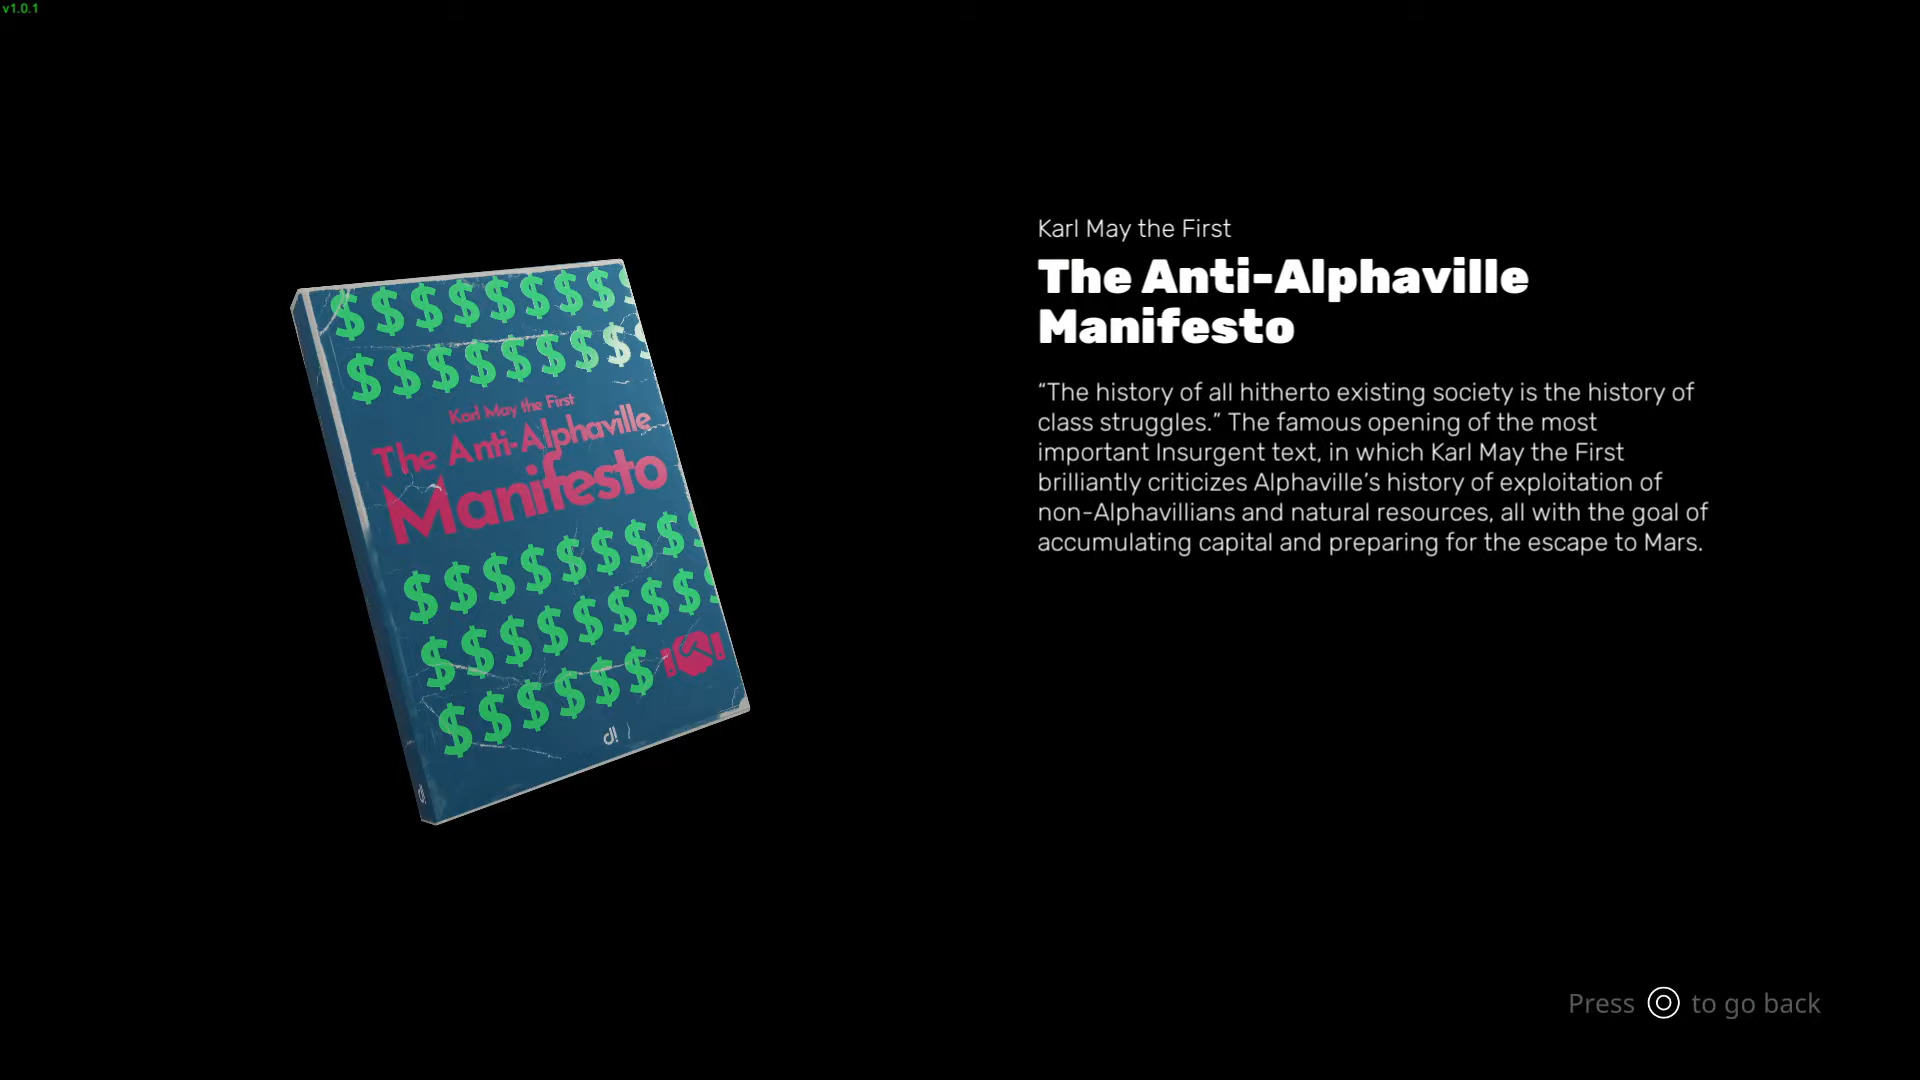 v1.0.1
$ $ $ $ $ $ $ $ $
$ $ $ $ $ $ $ $ $
Karl May the First
The Anti-Alphaville
Manifesto
$ $ $ $ $ $ $ $ $
$ $ $ $ $ $ $ $ $
$ $ $ $ $ $
d!
d!
Karl May the First
The Anti-Alphaville
Manifesto
“The history of all hitherto existing society is the history of
class struggles.” The famous opening of the most
important Insurgent text, in which Karl May the First
brilliantly criticizes Alphaville’s history of exploitation of
non-Alphavillians and natural resources, all with the goal of
accumulating capital and preparing for the escape to Mars.
Press to go back